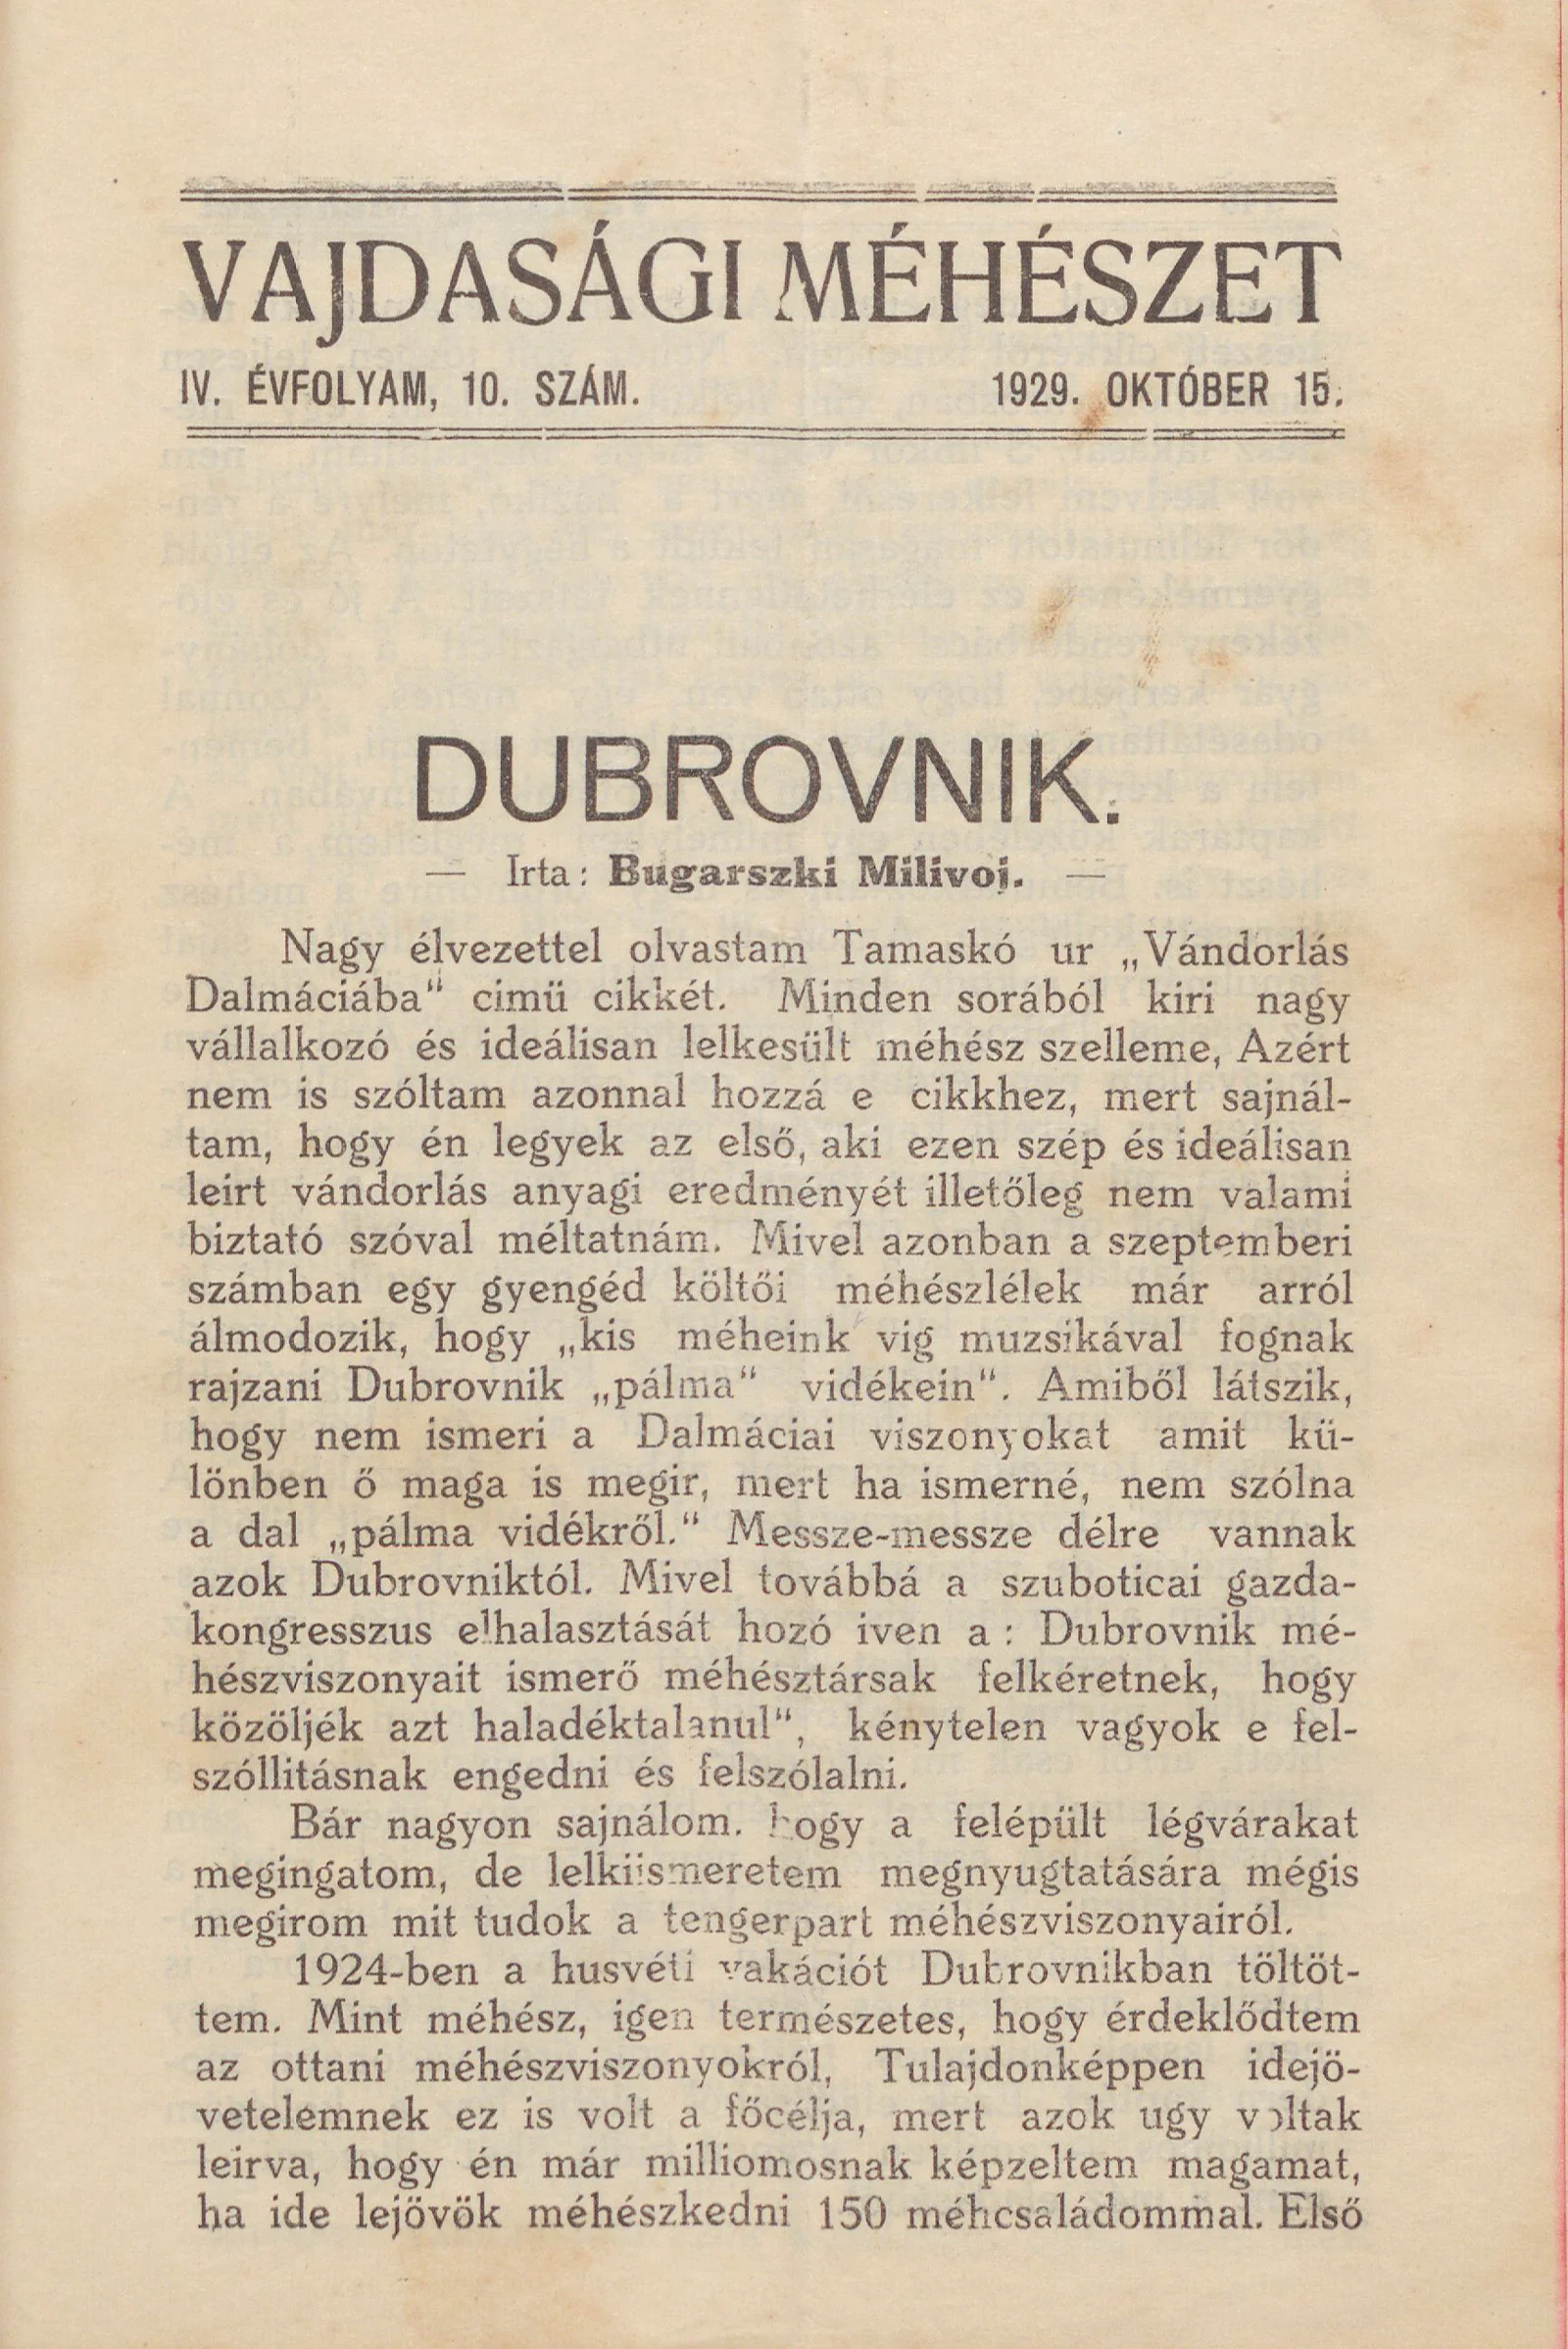 VAJDASÁGI MÉHÉSZET
IV. ÉVFOLYAM, 10. SZÁM. 1929. OKTÓBER 15.
DUBROVNIK.
— Irta: Bugarszki Milivoj. —
Nagy élvezettel olvastam Tamaskó ur „Vándorlás
Dalmáciába“ cimü cikkét. Minden sorából kiri nagy
vállalkozó és ideálisan lelkesült méhész szelleme, Azért
nem is szóltam azonnal hozzá e cikkhez, mert sajnál-
tam, hogy én legyek az első, aki ezen szép és ideálisan
leirt vándorlás anyagi eredményét illetőleg nem valami
biztató szóval méltatnám. Mivel azonban a szeptemberi
számban egy gyengéd költői méhészlélek már arról
álmodozik, hogy „kis méheink vig muzsikával fognak
rajzani Dubrovnik „pálma“ vidékein“. Amiből látszik,
hogy nem ismeri a Dalmáciai viszonyokat amit kü-
lönben ő maga is megir, mert ha ismerné, nem szólna
a dal „pálma vidékről.“ Messze-messze délre vannak
azok Dubrovniktól. Mivel továbbá a szuboticai gazda-
kongresszus elhalasztását hozó iven a: Dubrovnik mé-
hészviszonyait ismerő méhésztársak felkéretnek, hogy
közöljék azt haladéktalanul“, kénytelen vagyok e fel-
szóllitásnak engedni és felszólalni.
Bár nagyon sajnálom. hogy a felépült légvárakat
megingatom, de lelkiismeretem megnyugtatására mégis
megirom mit tudok a tengerpart méhészviszonyairól.
1924-ben a husvéti vakációt Dubrovnikban töltöt-
tem. Mint méhész, igen természetes, hogy érdeklődtem
az ottani méhészviszonyokról, Tulajdonképpen idejö-
vetelemnek ez is volt a főcélja, mert azok ugy voltak
leirva, hogy én már milliomosnak képzeltem magamat,
ha ide lejövök méhészkedni 150 méhcsaládommal. Első